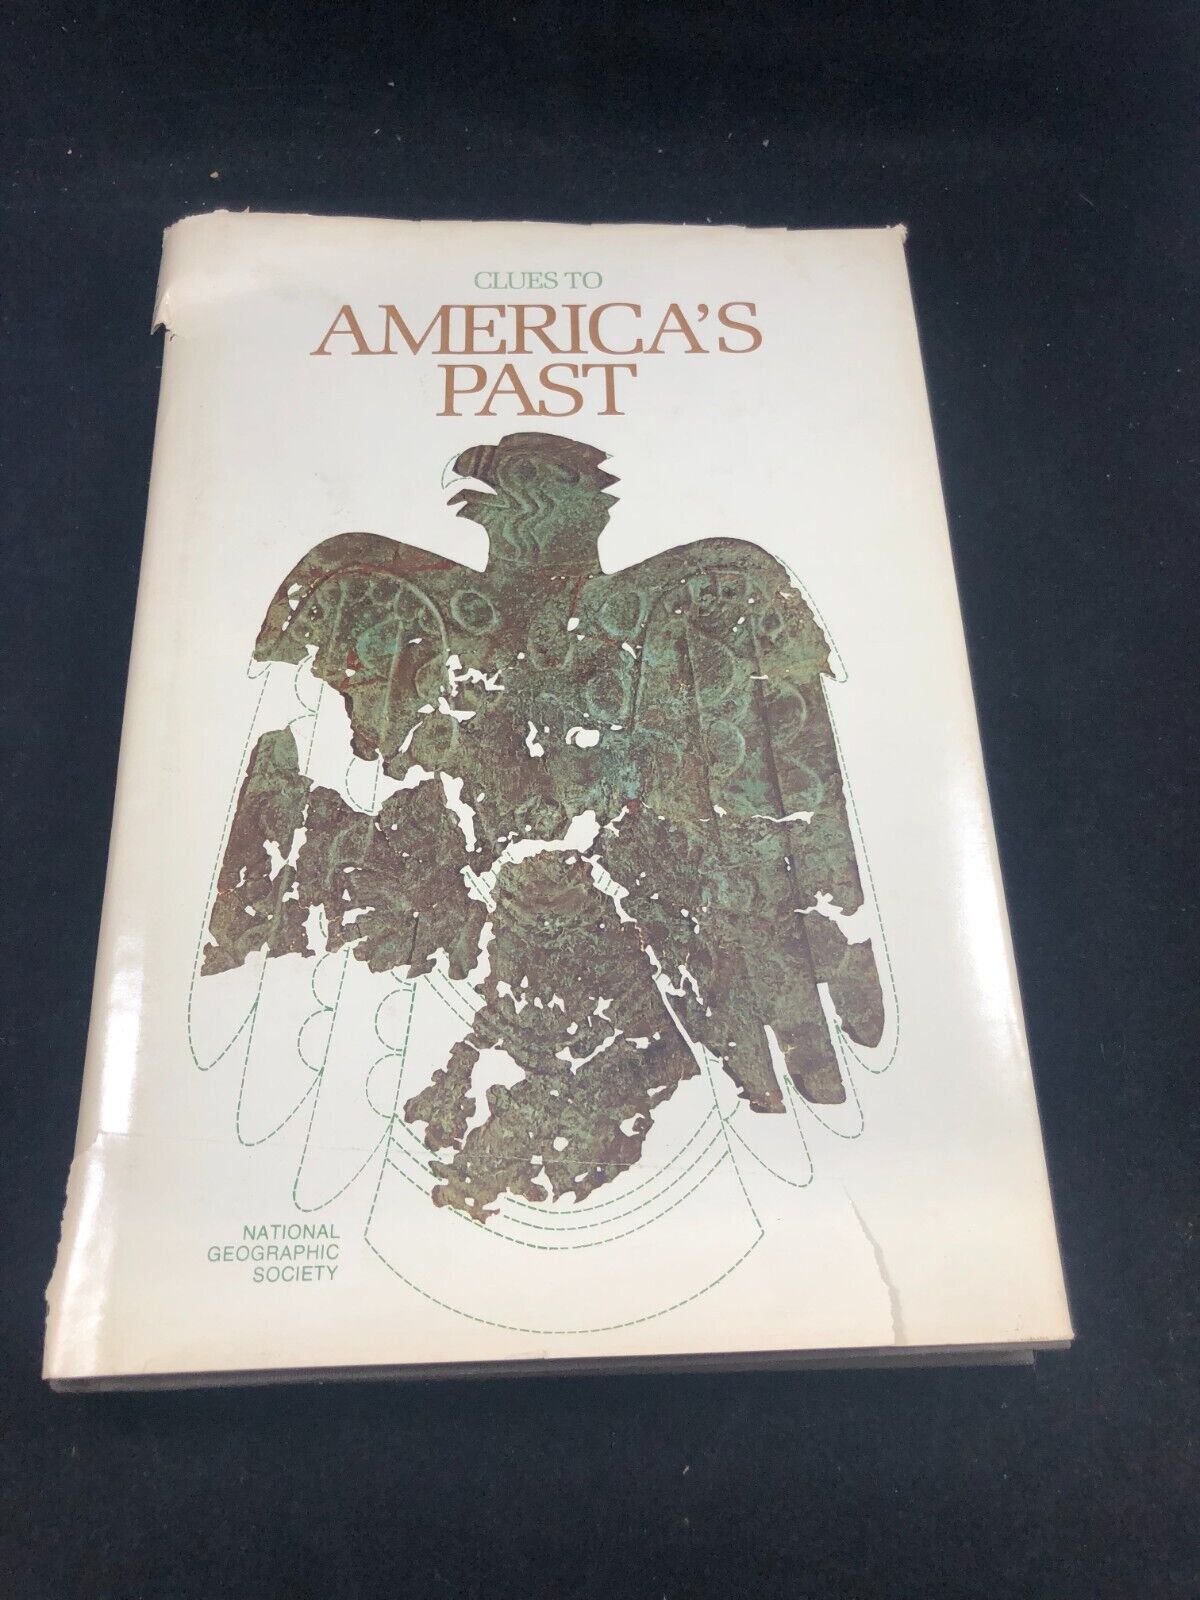 CLUES TO
AMERICA'S
PAST
NATIONAL
GEOGRAPHIC
SOCIETY